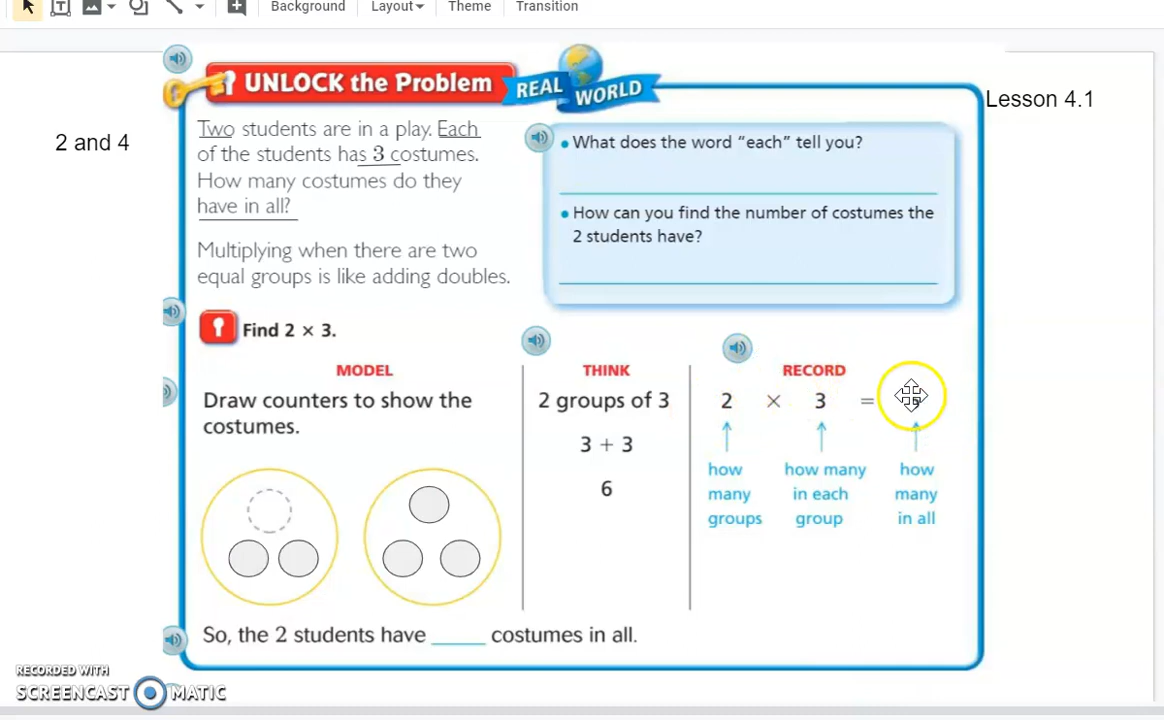 Background Layout Theme Transition
UNLOCK the Problem REAL WORLD
Lesson 4.1
2 and 4
Two students are in a play. Each
of the students has 3 costumes.
How many costumes do they
have in all?
Multiplying when there are two
equal groups is like adding doubles.
• What does the word “each” tell you?
• How can you find the number of costumes the
2 students have?
Find 2 × 3.
MODEL
Draw counters to show the
costumes.
THINK
2 groups of 3
3 + 3
6
RECORD
2 × 3 =
how
many
groups
how many
in each
group
how
many
in all
So, the 2 students have _____ costumes in all.
RECORDED WITH
SCREENCAST MATIC